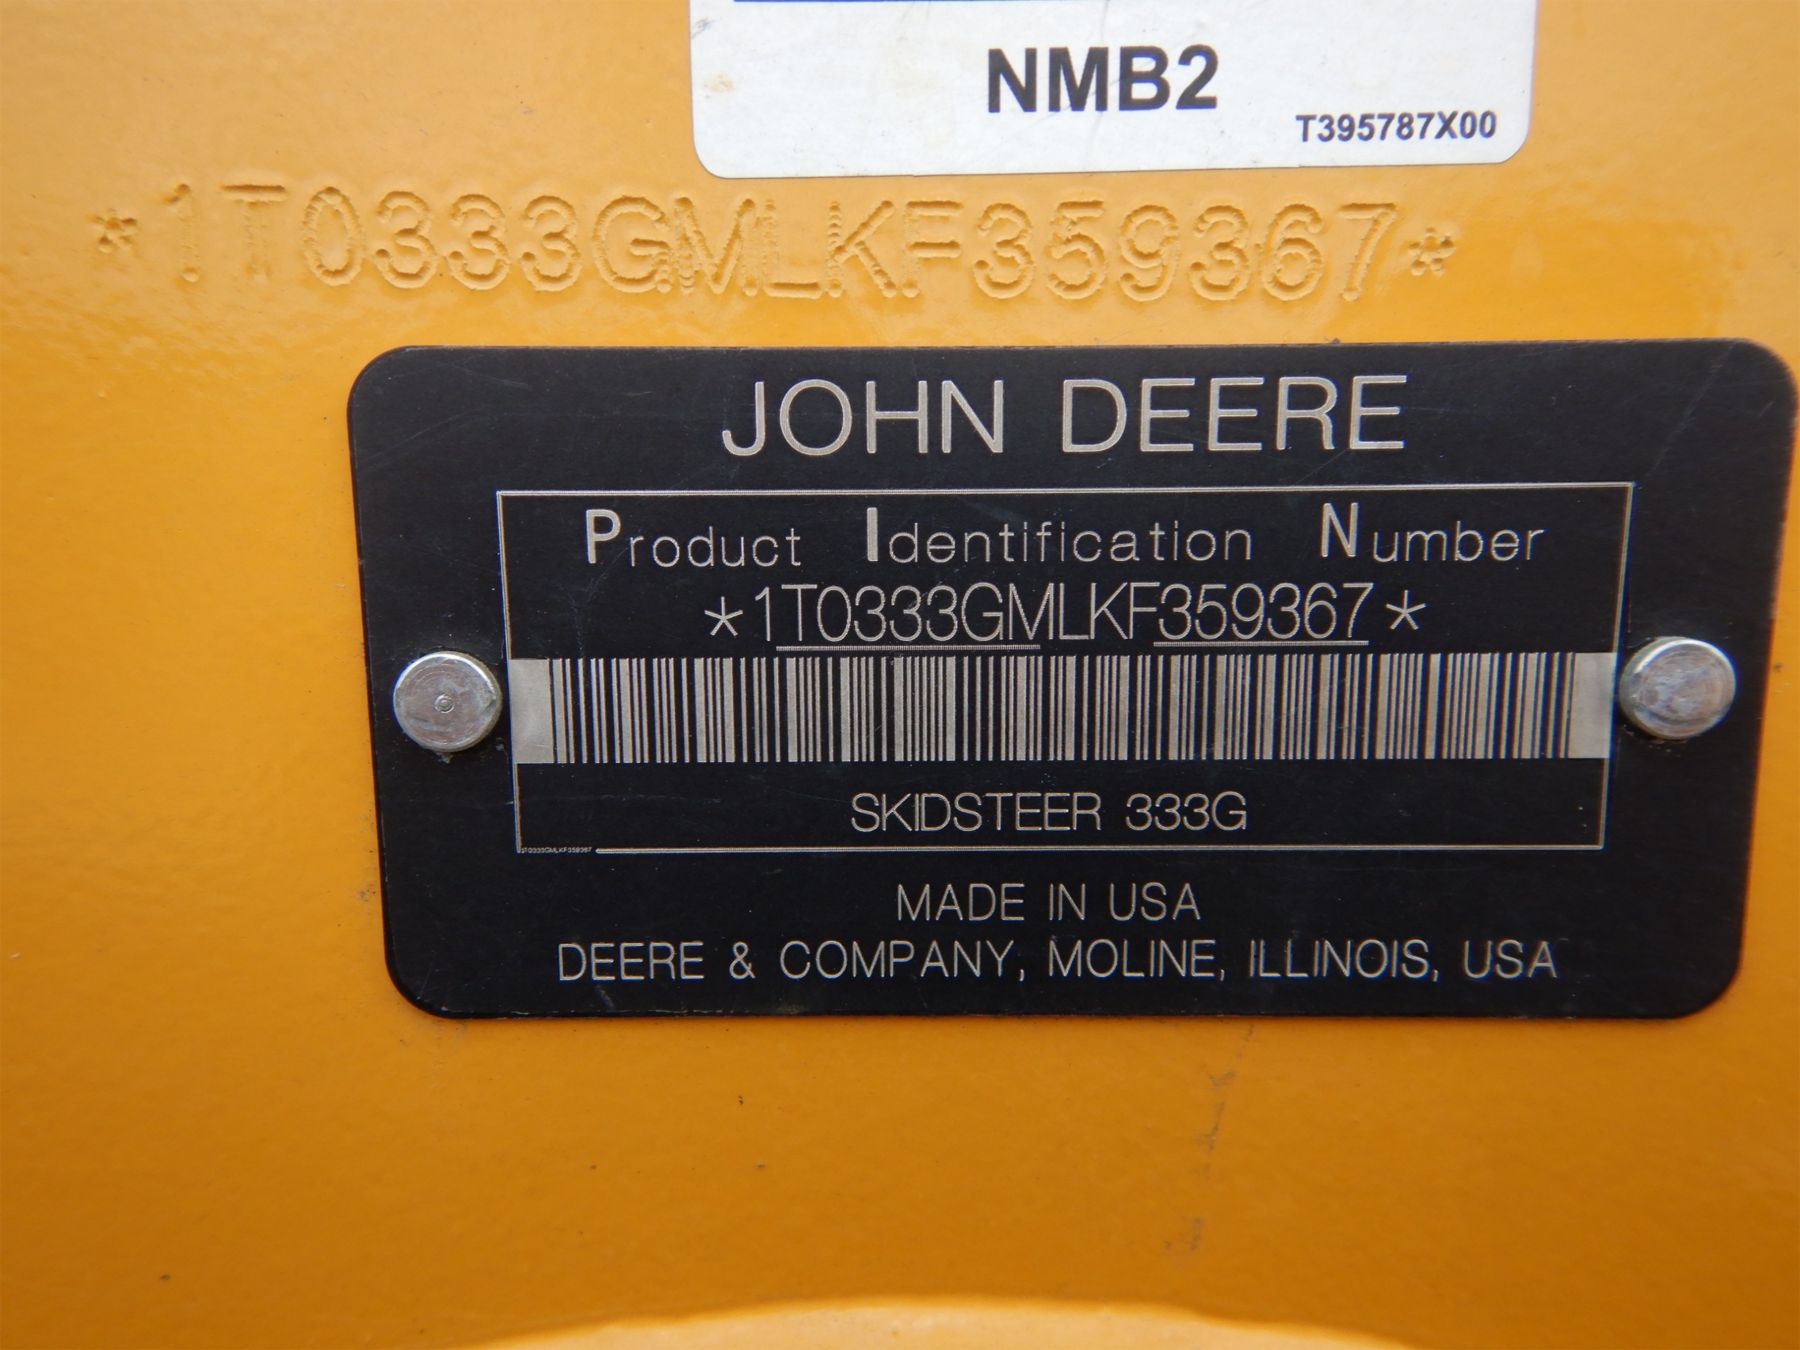 NMB2
T395787X00
*1T0333GMLKF359367*
JOHN DEERE
Product Identification Number
*1T0333GMLKF359367*
SKIDSTEER 333G
1T0333GMLKF359367
MADE IN USA
DEERE & COMPANY, MOLINE, ILLINOIS, USA